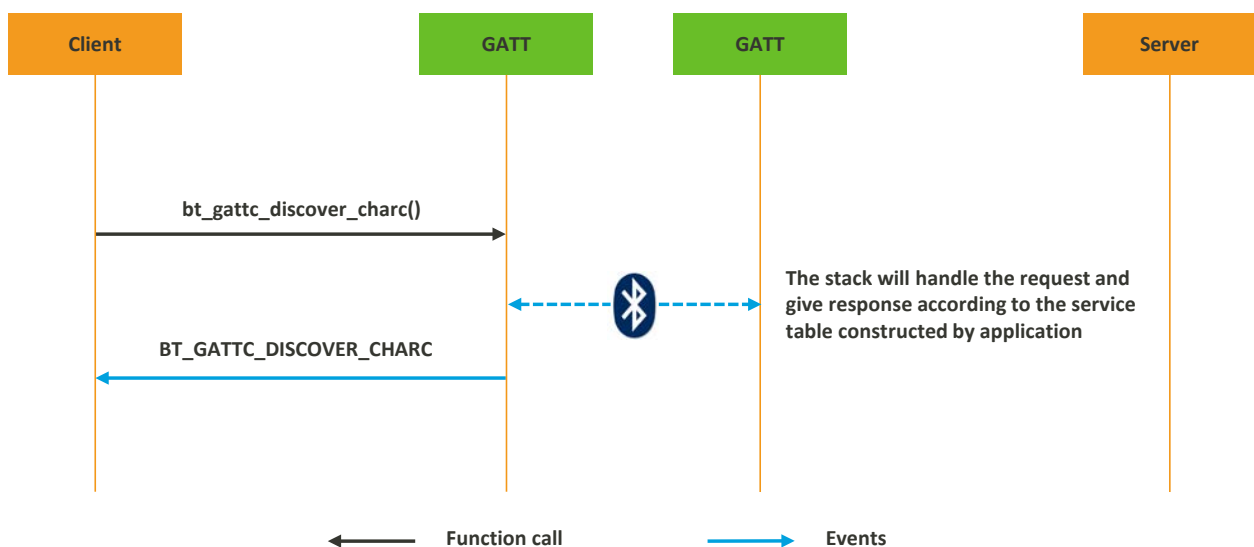 Client
GATT
GATT
Server
bt_gattc_discover_charc()
The stack will handle the request and
give response according to the service
table constructed by application
BT_GATTC_DISCOVER_CHARC
Function call
Events